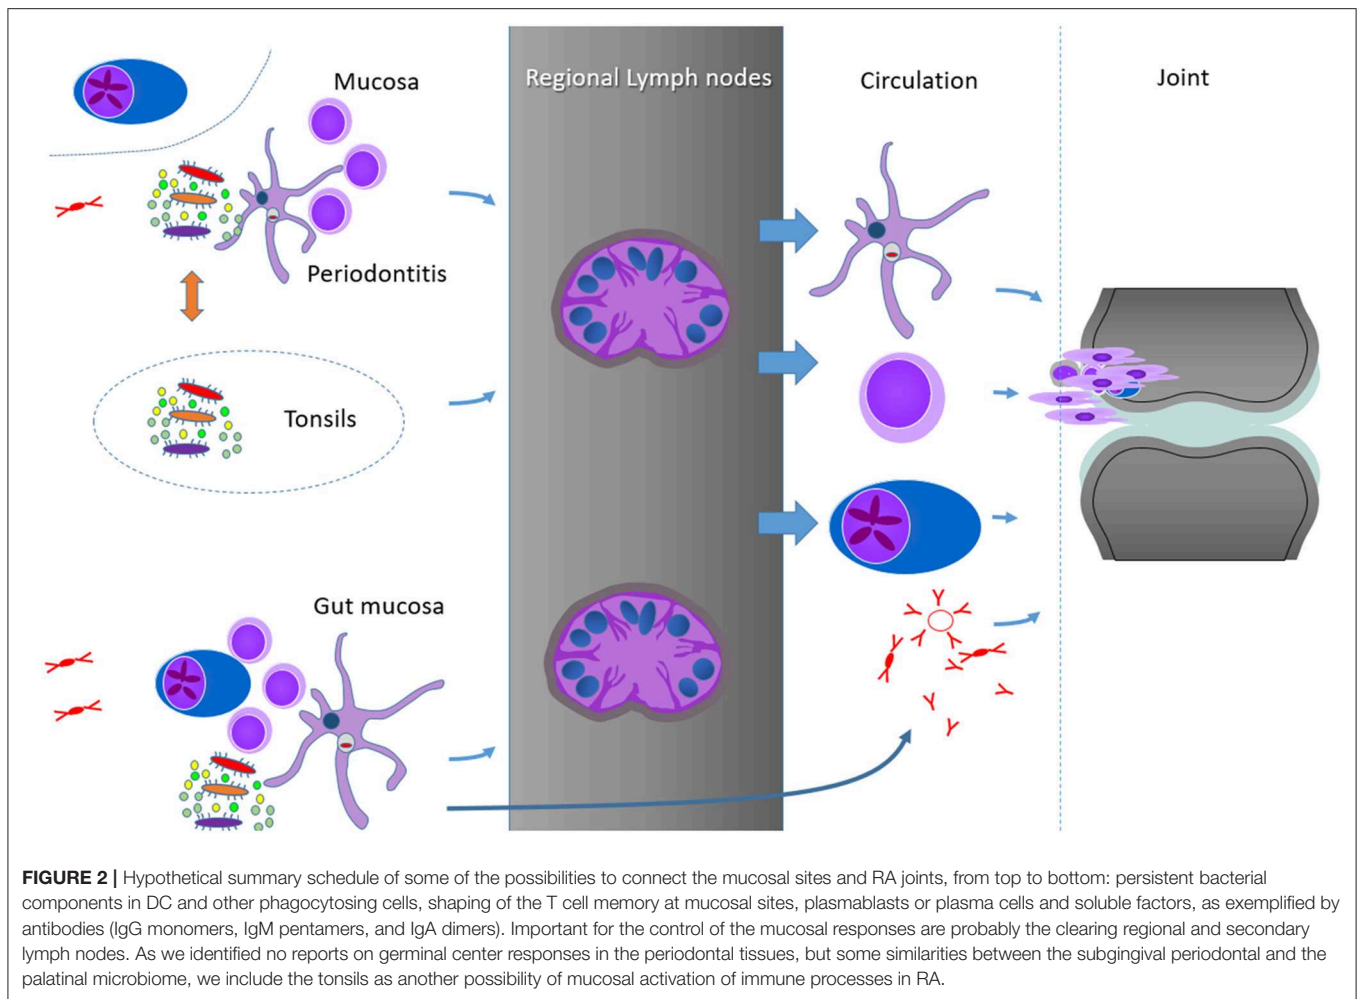 Mucosa
Regional Lymph nodes
Circulation
Joint
Periodontitis
Tonsils
Gut mucosa
FIGURE 2 | Hypothetical summary schedule of some of the possibilities to connect the mucosal sites and RA joints, from top to bottom: persistent bacterial
components in DC and other phagocytosing cells, shaping of the T cell memory at mucosal sites, plasmablasts or plasma cells and soluble factors, as exemplified by
antibodies (IgG monomers, IgM pentamers, and IgA dimers). Important for the control of the mucosal responses are probably the clearing regional and secondary
lymph nodes. As we identified no reports on germinal center responses in the periodontal tissues, but some similarities between the subgingival periodontal and the
palatinal microbiome, we include the tonsils as another possibility of mucosal activation of immune processes in RA.